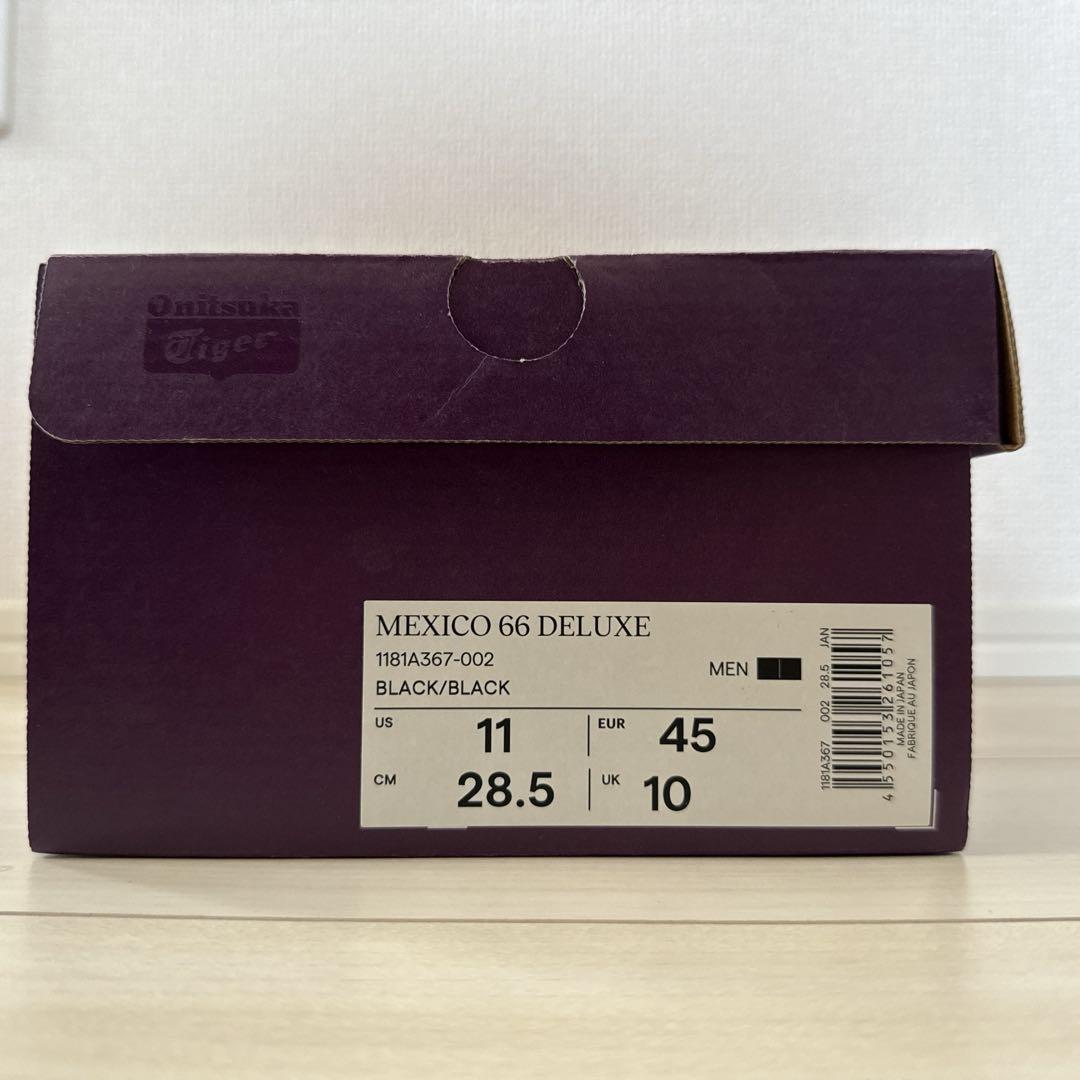 Onitsuka
Tiger
MEXICO 66 DELUXE
1181A367-002
BLACK/BLACK
MEN
US 11 EUR 45
CM 28.5 UK 10
1181A367 002 28.5 JAN
4550153261057
MADE IN JAPAN
FABRIQUE AU JAPON